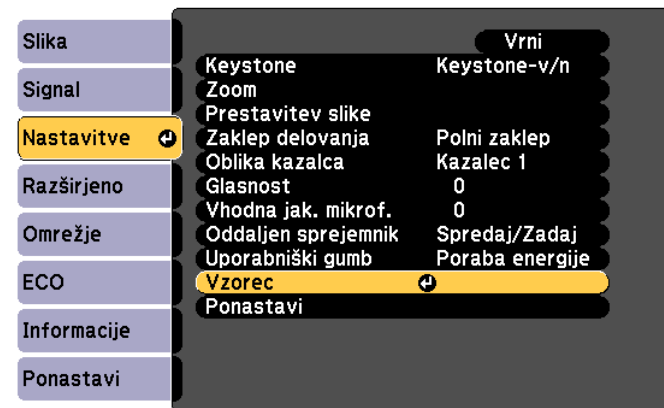 Slika
Signal
Nastavitve
Razširjeno
Omrežje
ECO
Informacije
Ponastavi
Vrni
Keystone Keystone-v/n
Zoom
Prestavitev slike
Zaklep delovanja Polni zaklep
Oblika kazalca Kazalec 1
Glasnost 0
Vhodna jak. mikrof. 0
Oddaljen sprejemnik Spredaj/Zadaj
Uporabniški gumb Poraba energije
Vzorec
Ponastavi